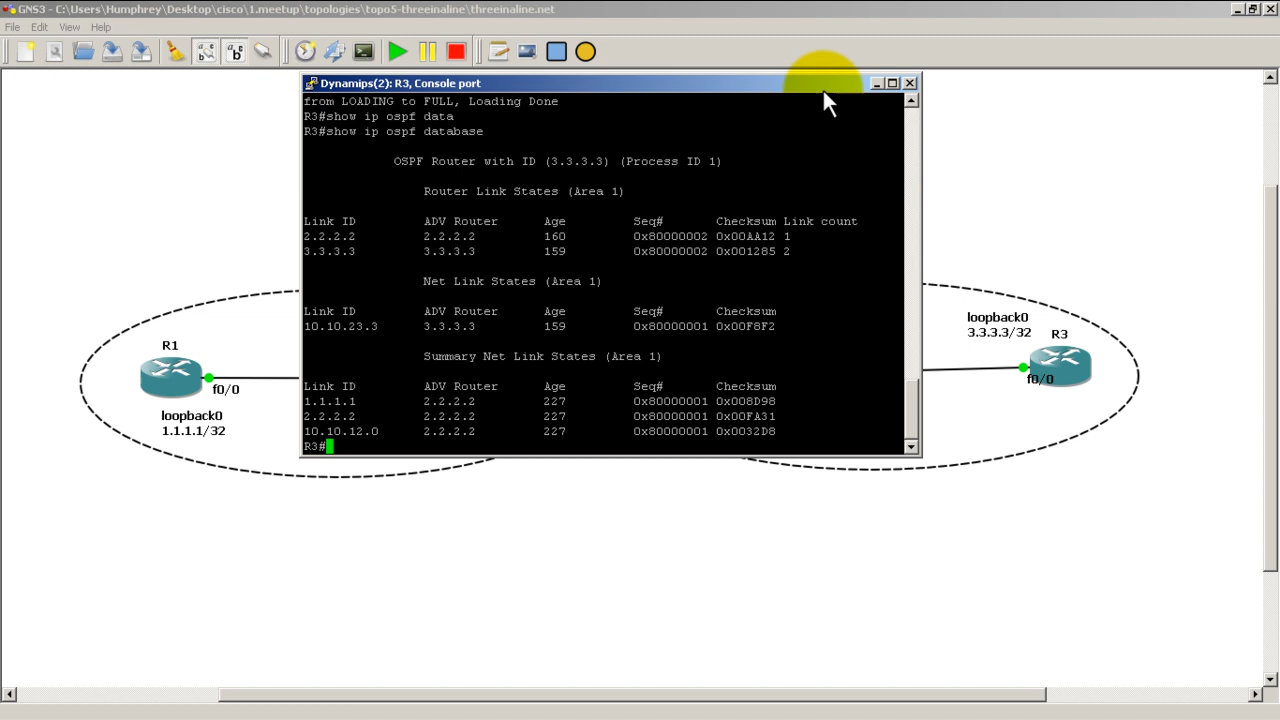 GNS3 - C:\Users\Humphrey\Desktop\cisco\1.meetup\topologies\topo5-threeinaline\threeinaline.net
File Edit View Help
Dynamips(2): R3, Console port
from LOADING to FULL, Loading Done
R3#show ip ospf data
R3#show ip ospf database
OSPF Router with ID (3.3.3.3) (Process ID 1)
Router Link States (Area 1)
Link ID ADV Router Age Seq# Checksum Link count
2.2.2.2 2.2.2.2 160 0x80000002 0x00AA12 1
3.3.3.3 3.3.3.3 159 0x80000002 0x001285 2
Net Link States (Area 1)
Link ID ADV Router Age Seq# Checksum
10.10.23.3 3.3.3.3 159 0x80000001 0x00F8F2
Summary Net Link States (Area 1)
Link ID ADV Router Age Seq# Checksum
1.1.1.1 2.2.2.2 227 0x80000001 0x008D98
2.2.2.2 2.2.2.2 227 0x80000001 0x00FA31
10.10.12.0 2.2.2.2 227 0x80000001 0x0032D8
R3#
R1
f0/0
loopback0
1.1.1.1/32
loopback0
3.3.3.3/32
R3
f0/0